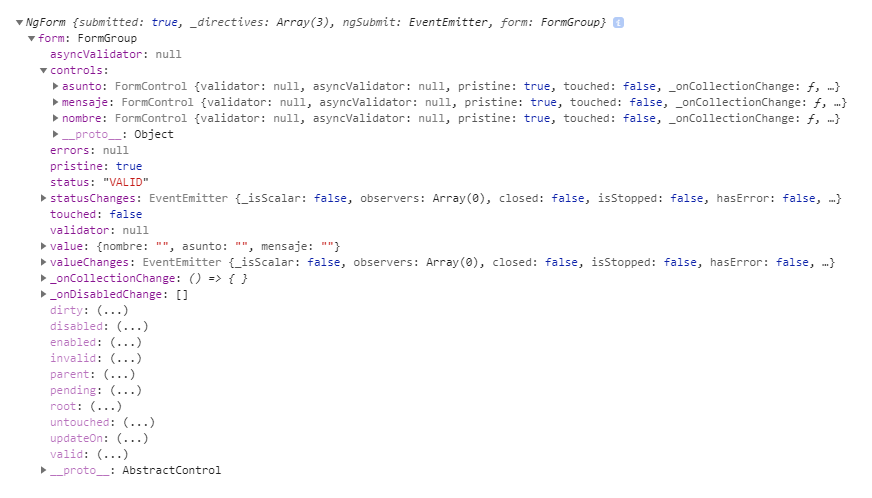 NgForm {submitted: true, _directives: Array(3), ngSubmit: EventEmitter, form: FormGroup} i
form: FormGroup
asyncValidator: null
controls:
asunto: FormControl {validator: null, asyncValidator: null, pristine: true, touched: false, _onCollectionChange: ƒ, …}
mensaje: FormControl {validator: null, asyncValidator: null, pristine: true, touched: false, _onCollectionChange: ƒ, …}
nombre: FormControl {validator: null, asyncValidator: null, pristine: true, touched: false, _onCollectionChange: ƒ, …}
__proto__: Object
errors: null
pristine: true
status: "VALID"
statusChanges: EventEmitter {_isScalar: false, observers: Array(0), closed: false, isStopped: false, hasError: false, …}
touched: false
validator: null
value: {nombre: "", asunto: "", mensaje: ""}
valueChanges: EventEmitter {_isScalar: false, observers: Array(0), closed: false, isStopped: false, hasError: false, …}
_onCollectionChange: () => { }
_onDisabledChange: []
dirty: (...)
disabled: (...)
enabled: (...)
invalid: (...)
parent: (...)
pending: (...)
root: (...)
untouched: (...)
updateOn: (...)
valid: (...)
__proto__: AbstractControl